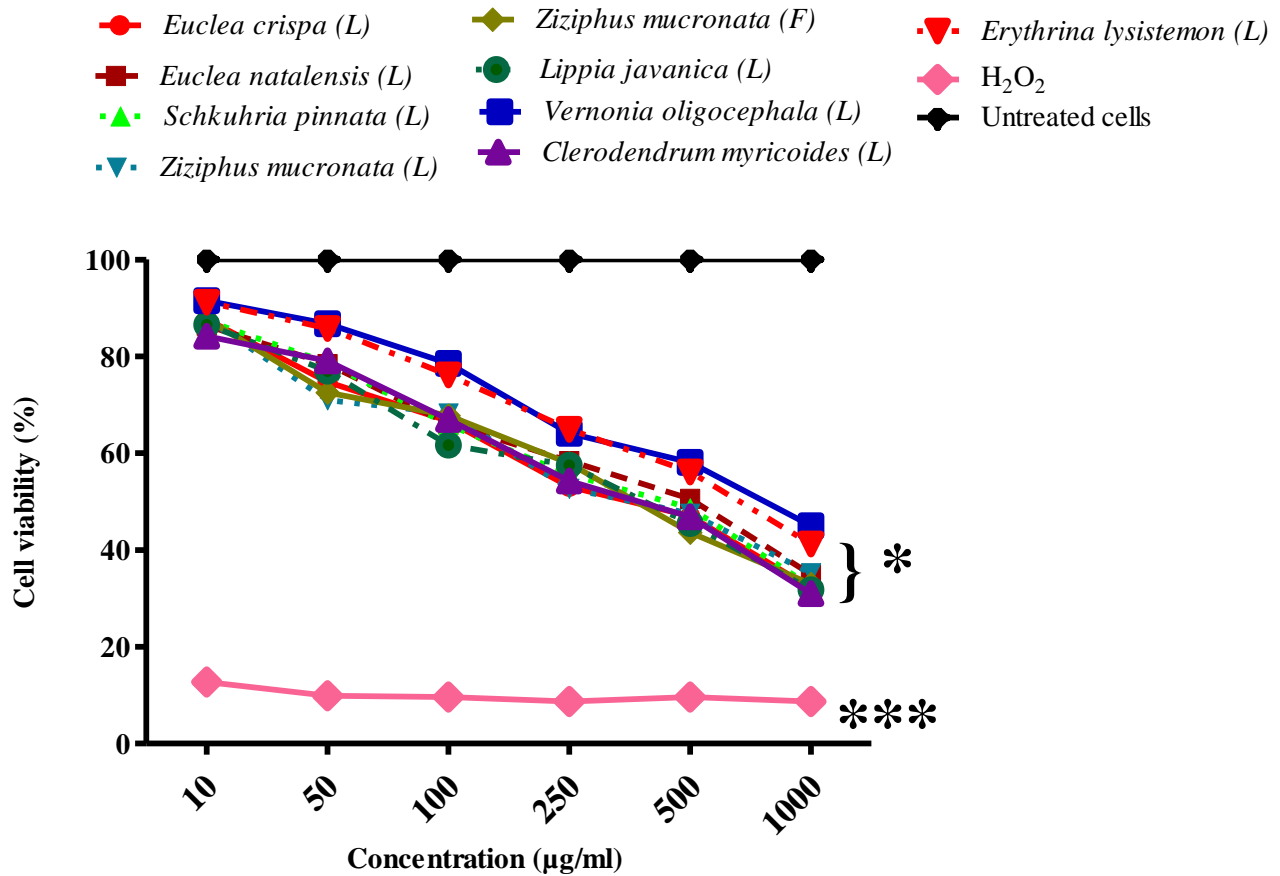 Euclea crispa (L)
Euclea natalensis (L)
Schkuhria pinnata (L)
Ziziphus mucronata (L)
Ziziphus mucronata (F)
Lippia javanica (L)
Vernonia oligocephala (L)
Clerodendrum myricoides (L)
Erythrina lysistemon (L)
H₂O₂
Untreated cells
Cell viability (%)
100
80
60
40
20
0
} *
***
10 50 100 250 500 1000
Concentration (µg/ml)